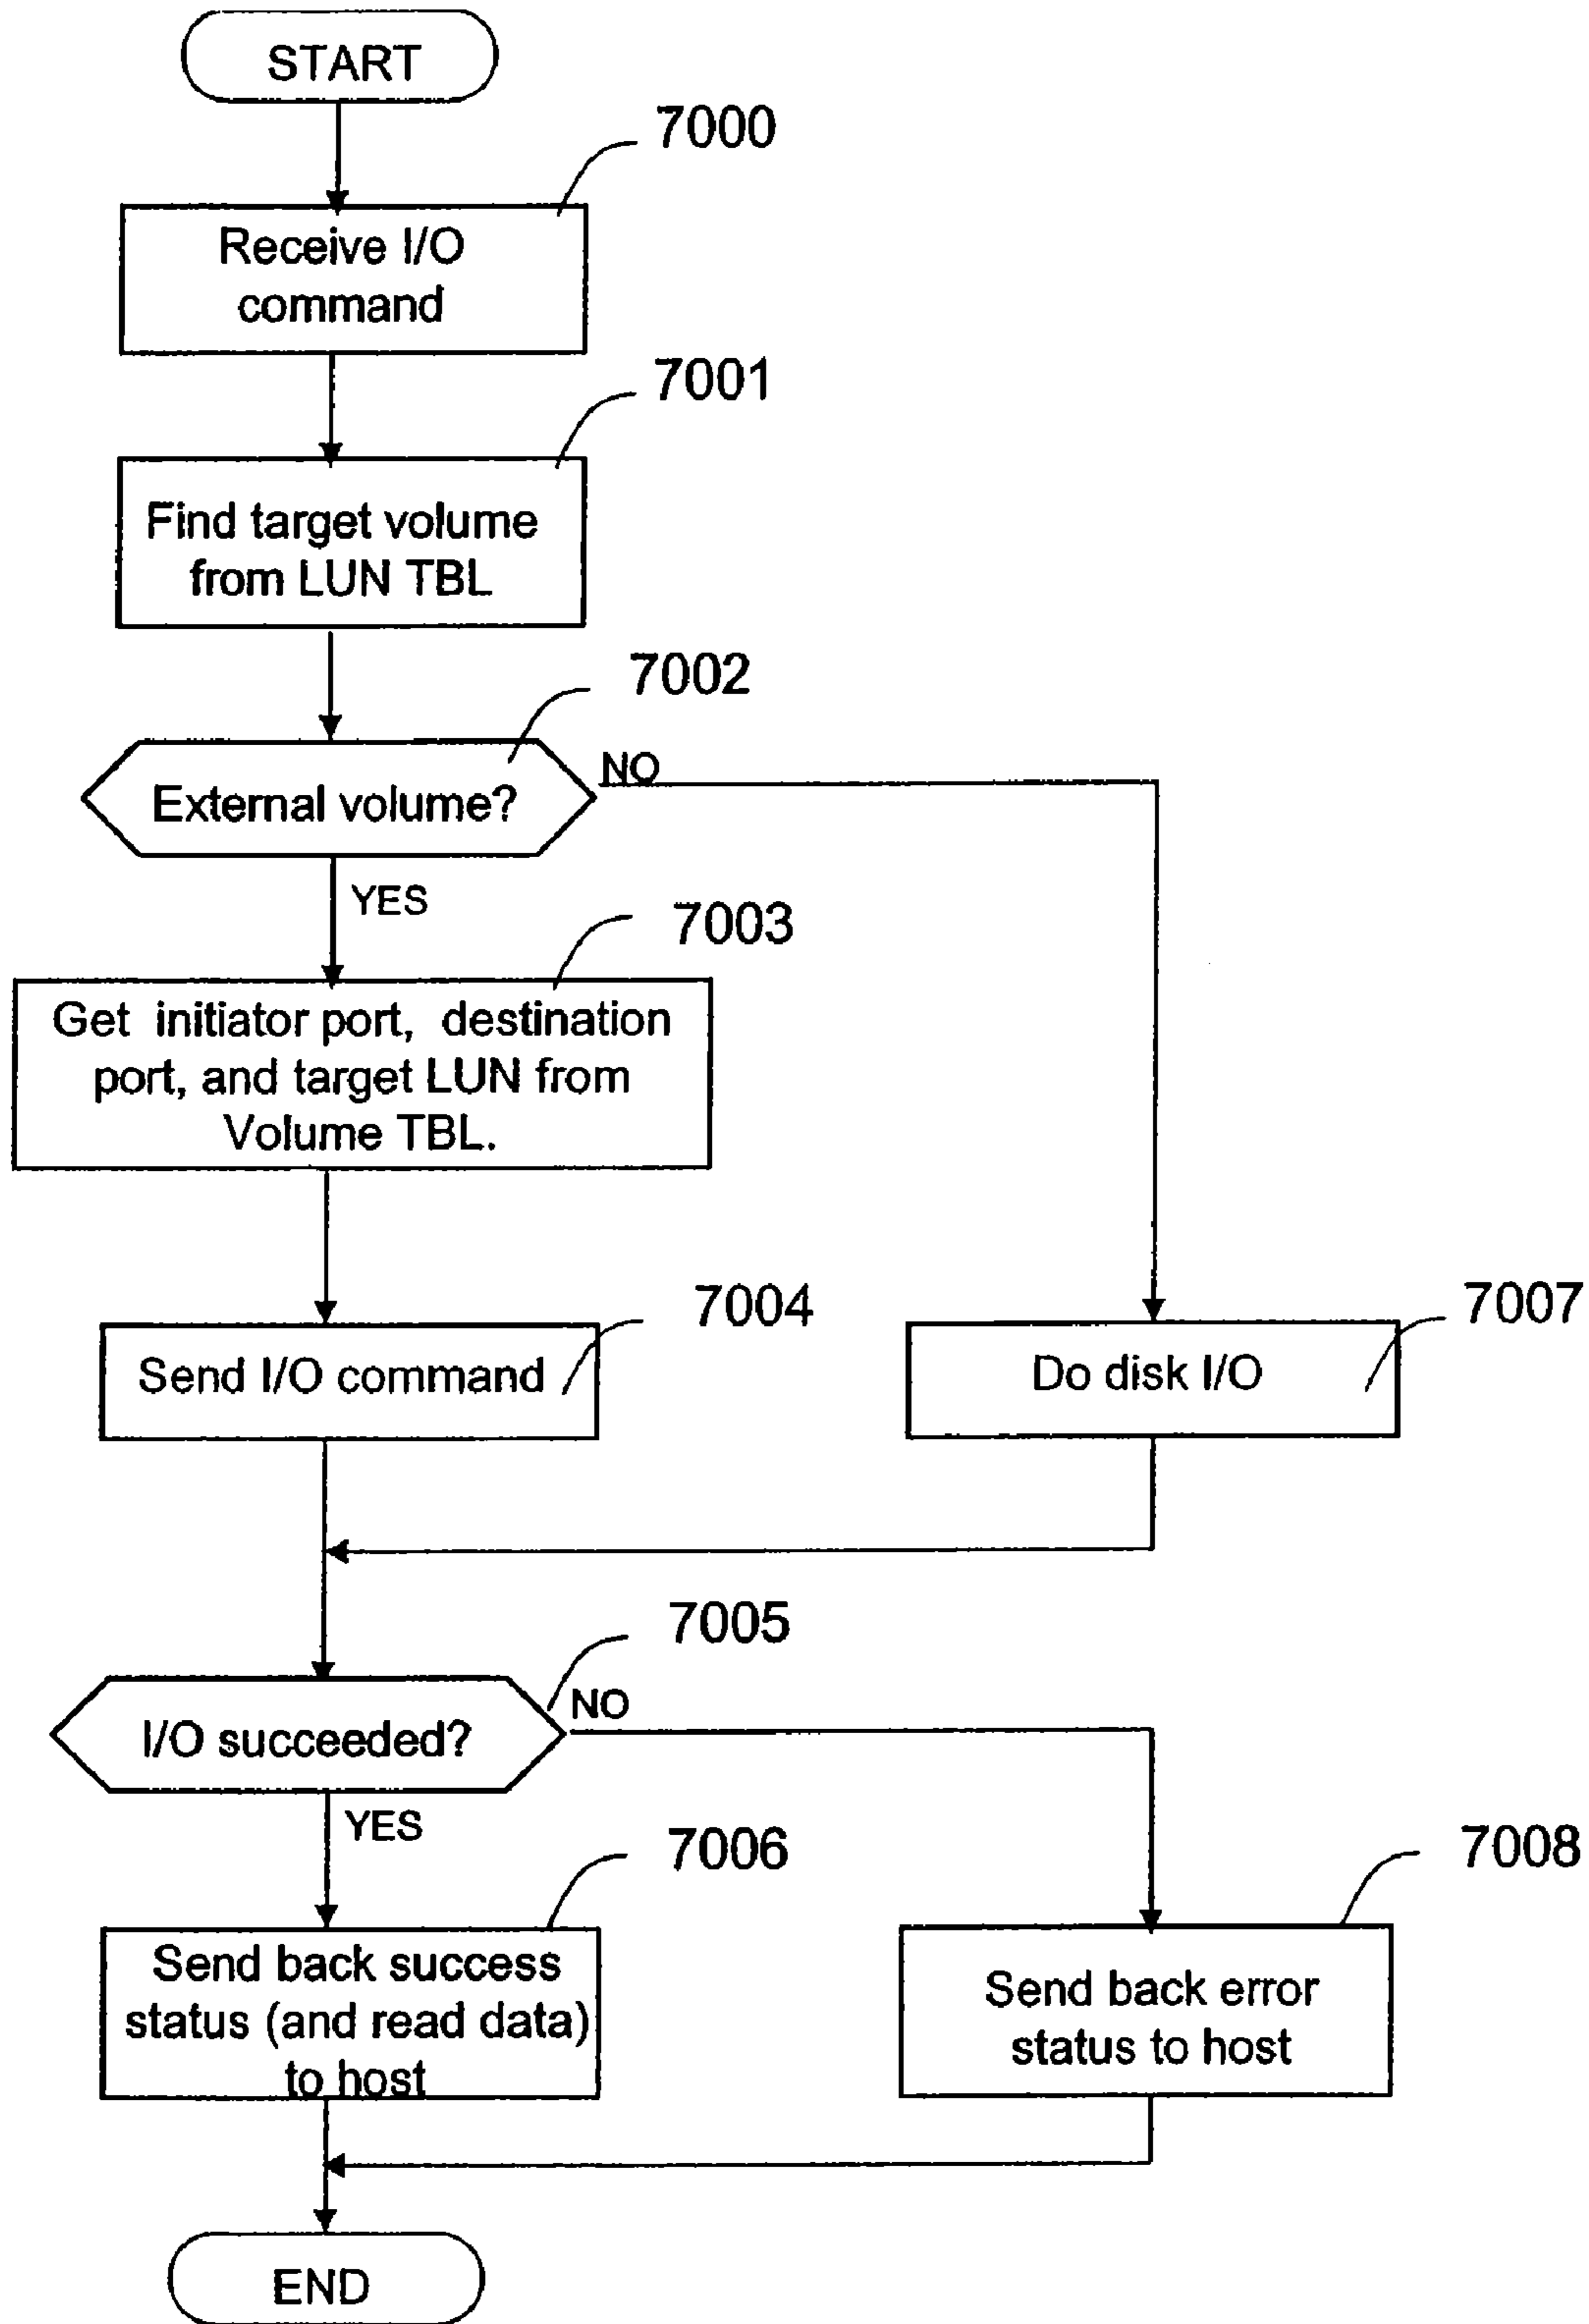 START
7000
Receive I/O
command
7001
Find target volume
from LUN TBL
7002
External volume?
NO
YES
7003
Get initiator port, destination
port, and target LUN from
Volume TBL.
7004
Send I/O command
7007
Do disk I/O
7005
I/O succeeded?
NO
YES
7006
Send back success
status (and read data)
to host
7008
Send back error
status to host
END